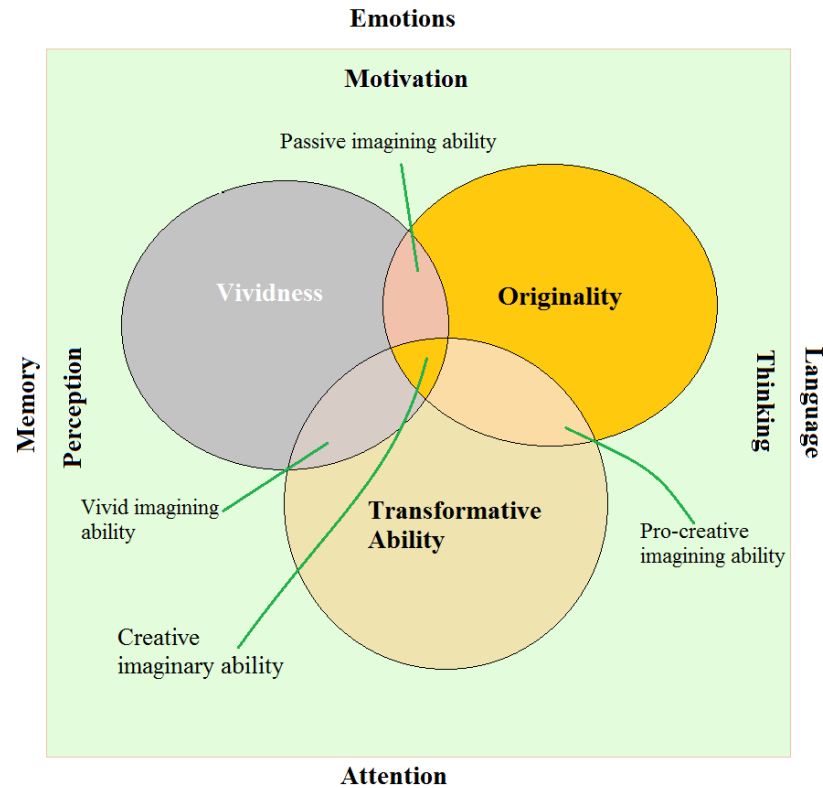 Emotions
Motivation
Passive imagining ability
Vividness
Originality
Memory
Perception
Thinking
Language
Vivid imagining
ability
Transformative
Ability
Pro-creative
imagining ability
Creative
imaginary ability
Attention